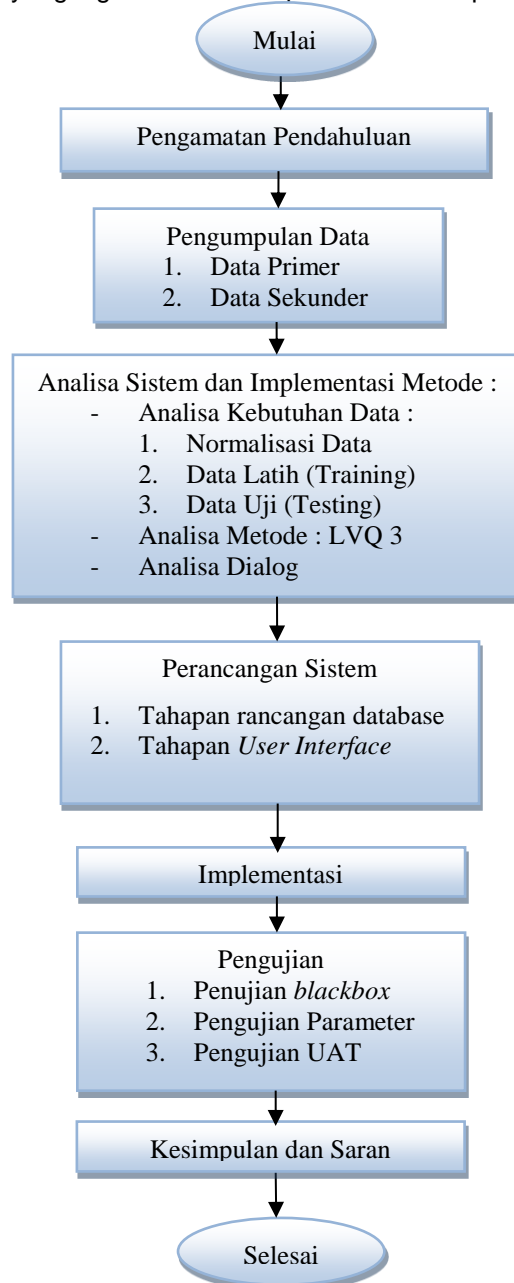 Mulai
Pengamatan Pendahuluan
Pengumpulan Data
1. Data Primer
2. Data Sekunder
Analisa Sistem dan Implementasi Metode :
- Analisa Kebutuhan Data :
1. Normalisasi Data
2. Data Latih (Training)
3. Data Uji (Testing)
- Analisa Metode : LVQ 3
- Analisa Dialog
Perancangan Sistem
1. Tahapan rancangan database
2. Tahapan User Interface
Implementasi
Pengujian
1. Penujian blackbox
2. Pengujian Parameter
3. Pengujian UAT
Kesimpulan dan Saran
Selesai